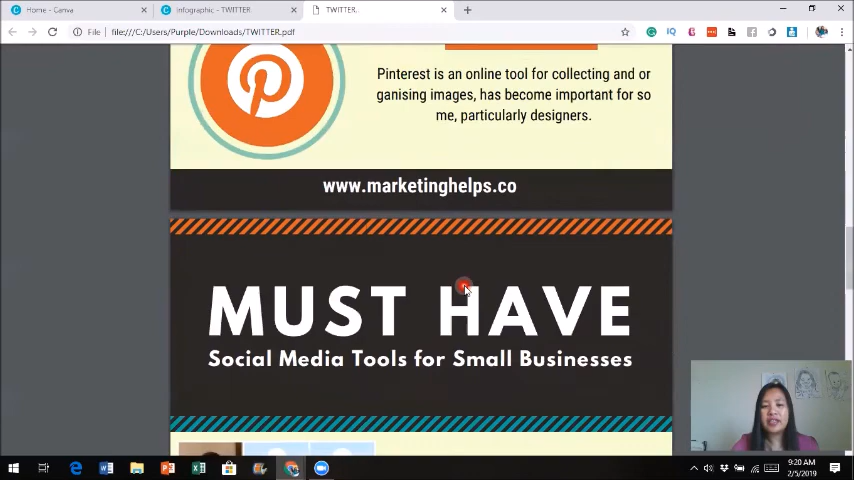 Home - Canva
infographic - TWITTER
TWITTER.
File
file:///C:/Users/Purple/Downloads/TWITTER.pdf
Pinterest is an online tool for collecting and or
ganising images, has become important for so
me, particularly designers.
www.marketinghelps.co
MUST HAVE
Social Media Tools for Small Businesses
9:20 AM
2/5/2019